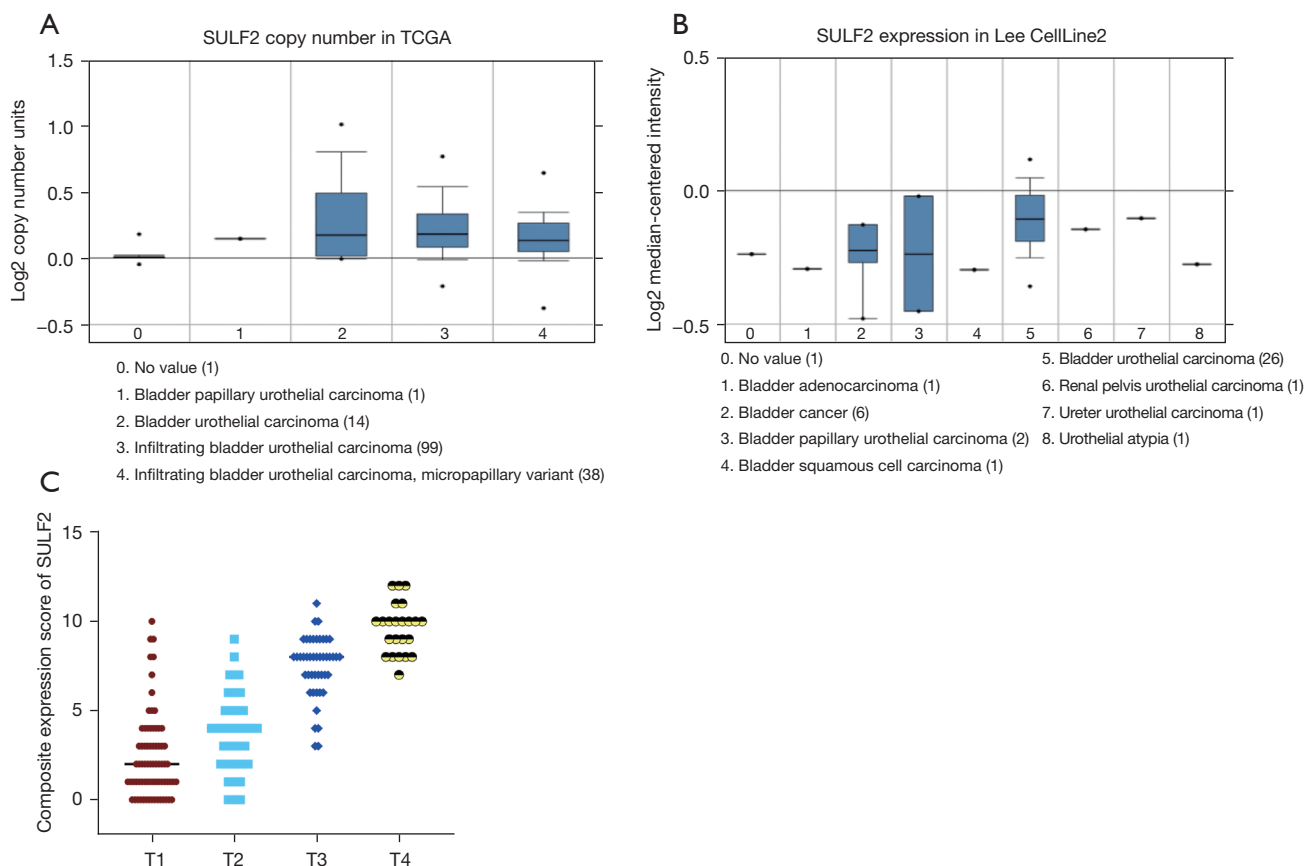 A
SULF2 copy number in TCGA
Log2 copy number units
1.5
1.0
0.5
0.0
−0.5
0 1 2 3 4
0. No value (1)
1. Bladder papillary urothelial carcinoma (1)
2. Bladder urothelial carcinoma (14)
3. Infiltrating bladder urothelial carcinoma (99)
4. Infiltrating bladder urothelial carcinoma, micropapillary variant (38)
B
SULF2 expression in Lee CellLine2
Log2 median-centered intensity
0.5
0.0
−0.5
0 1 2 3 4 5 6 7 8
0. No value (1)
1. Bladder adenocarcinoma (1)
2. Bladder cancer (6)
3. Bladder papillary urothelial carcinoma (2)
4. Bladder squamous cell carcinoma (1)
5. Bladder urothelial carcinoma (26)
6. Renal pelvis urothelial carcinoma (1)
7. Ureter urothelial carcinoma (1)
8. Urothelial atypia (1)
C
Composite expression score of SULF2
15
10
5
0
T1 T2 T3 T4